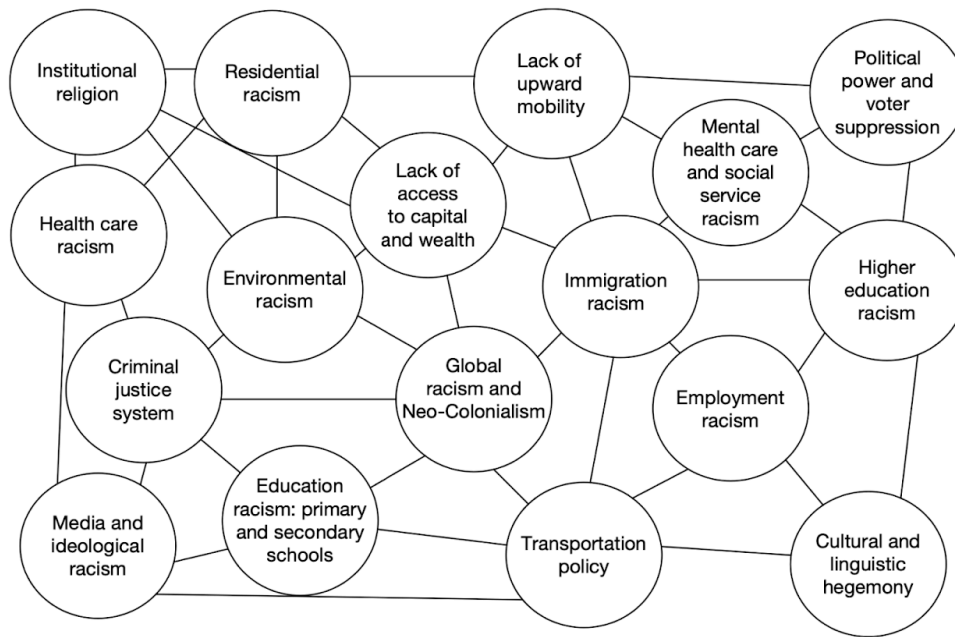 Institutional
religion
Residential
racism
Lack of
upward
mobility
Political
power and
voter
suppression
Mental
health care
and social
service
racism
Lack of
access
to capital
and wealth
Health care
racism
Environmental
racism
Immigration
racism
Higher
education
racism
Criminal
justice
system
Global
racism and
Neo-Colonialism
Employment
racism
Media and
ideological
racism
Education
racism: primary
and secondary
schools
Transportation
policy
Cultural and
linguistic
hegemony